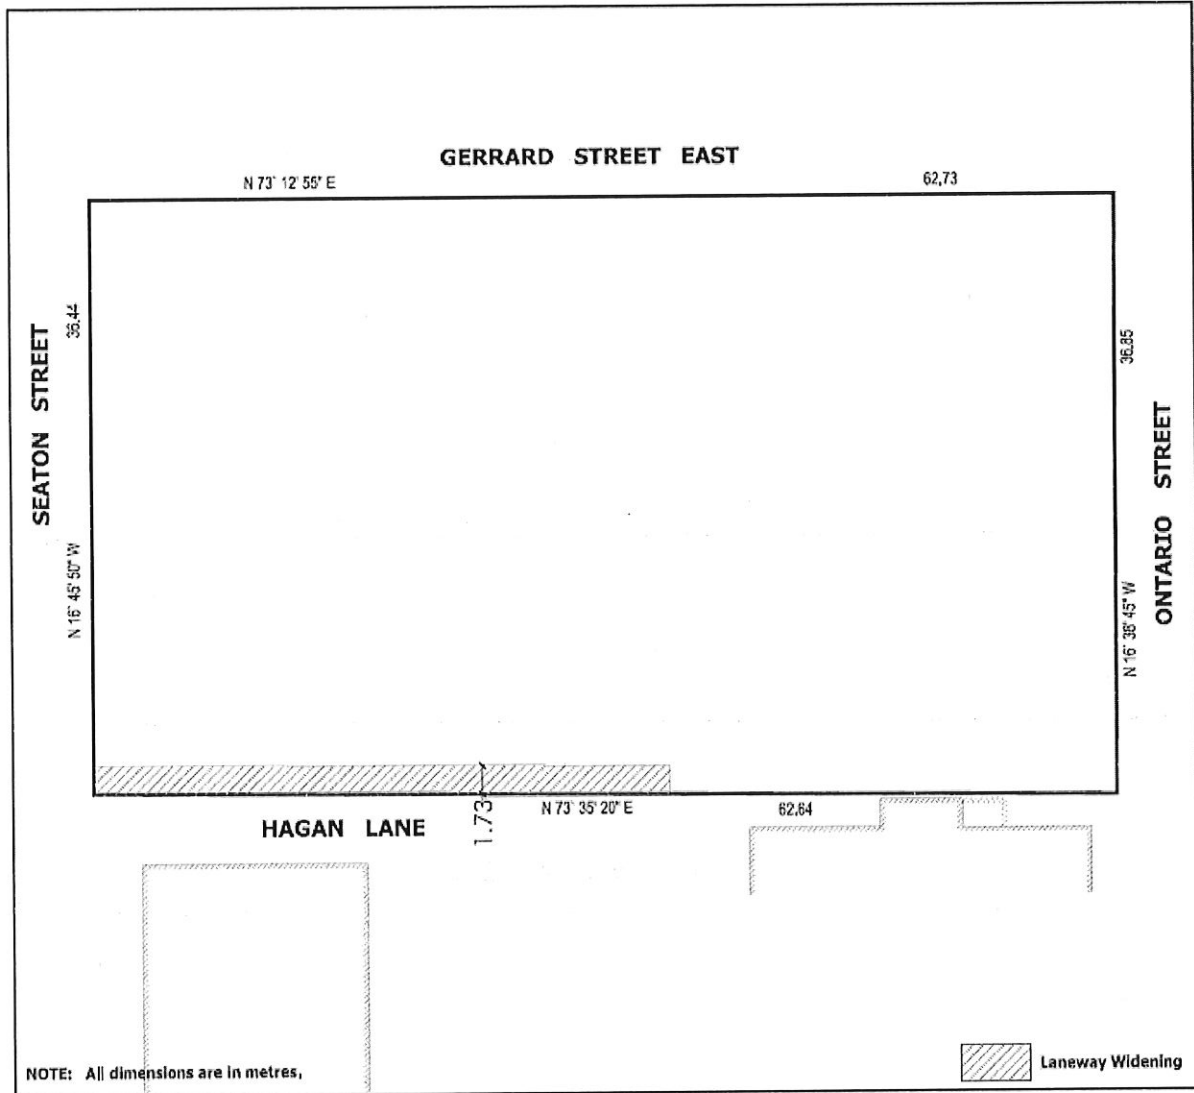 GERRARD STREET EAST
N 73° 12' 55" E
62,73
SEATON STREET
36.44
N 16° 45' 50" W
36.85
N 16° 38' 45" W
ONTARIO STREET
HAGAN LANE
1.73
N 73° 35' 20" E
62.64
NOTE: All dimensions are in metres,
Laneway Widening